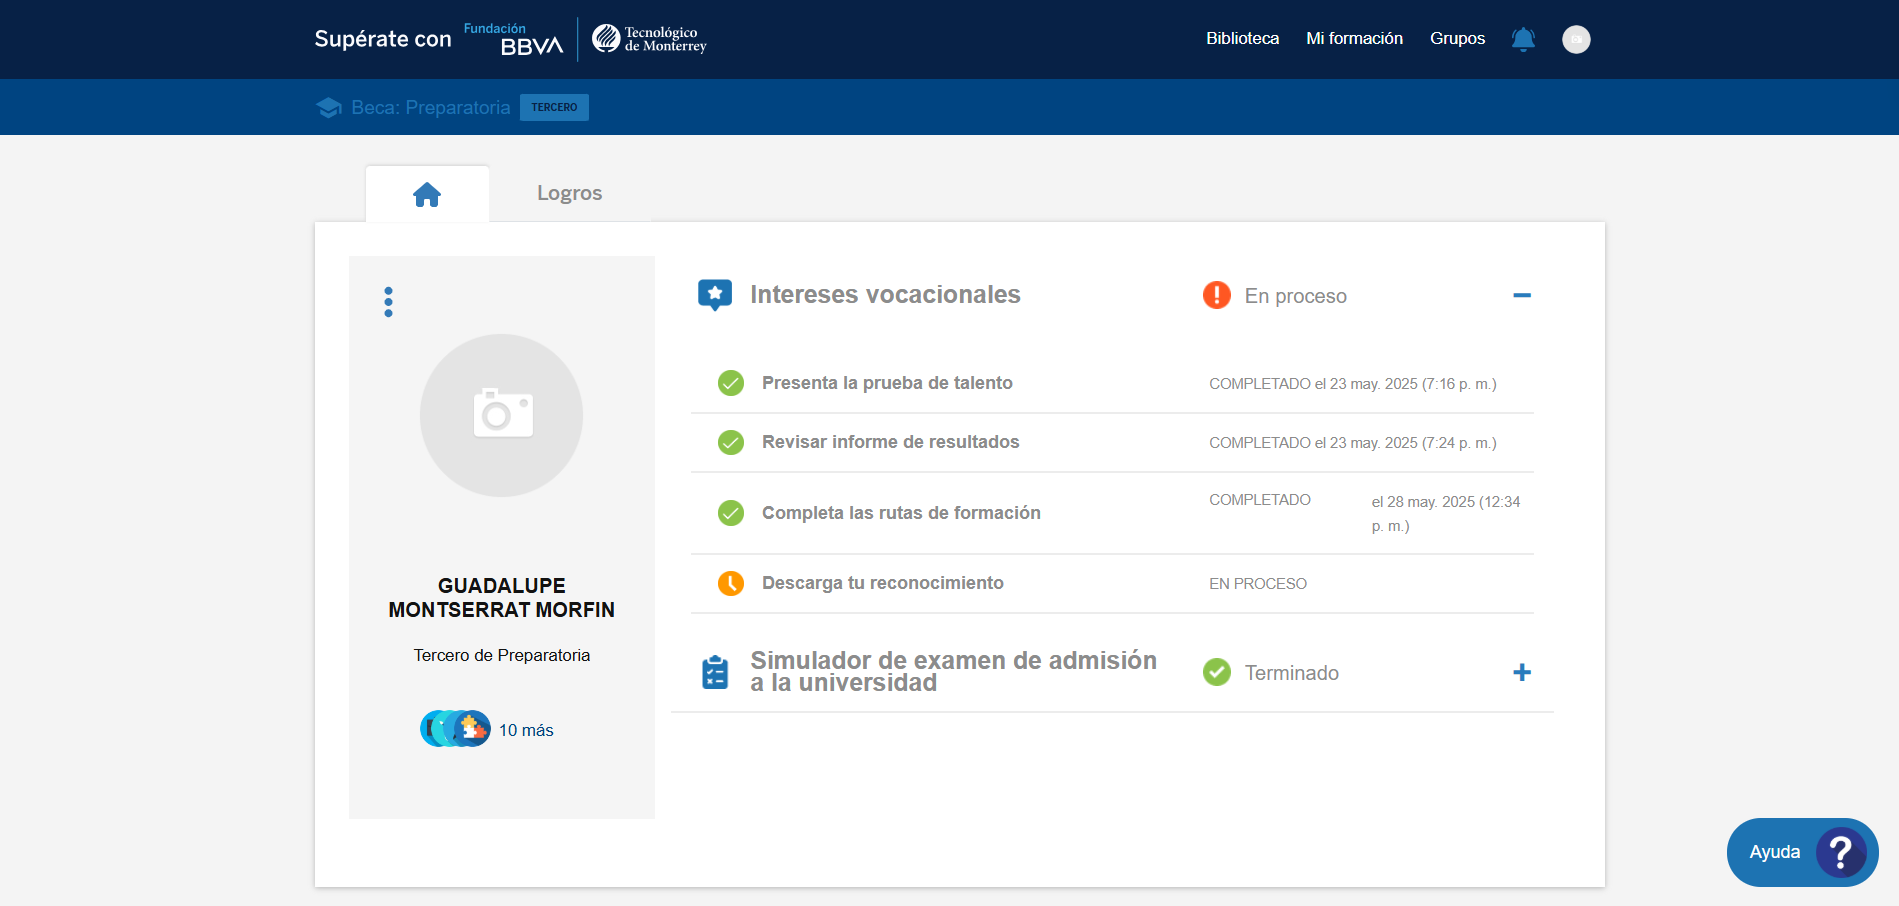 Supérate con
Fundación
BBVA
Tecnológico
de Monterrey
Biblioteca
Mi formación
Grupos
Beca: Preparatoria
TERCERO
Logros
GUADALUPE
MONTSERRAT MORFIN
Tercero de Preparatoria
10 más
Intereses vocacionales
En proceso
Presenta la prueba de talento
COMPLETADO el 23 may. 2025 (7:16 p. m.)
Revisar informe de resultados
COMPLETADO el 23 may. 2025 (7:24 p. m.)
Completa las rutas de formación
COMPLETADO
el 28 may. 2025 (12:34
p. m.)
Descarga tu reconocimiento
EN PROCESO
Simulador de examen de admisión
a la universidad
Terminado
Ayuda
?